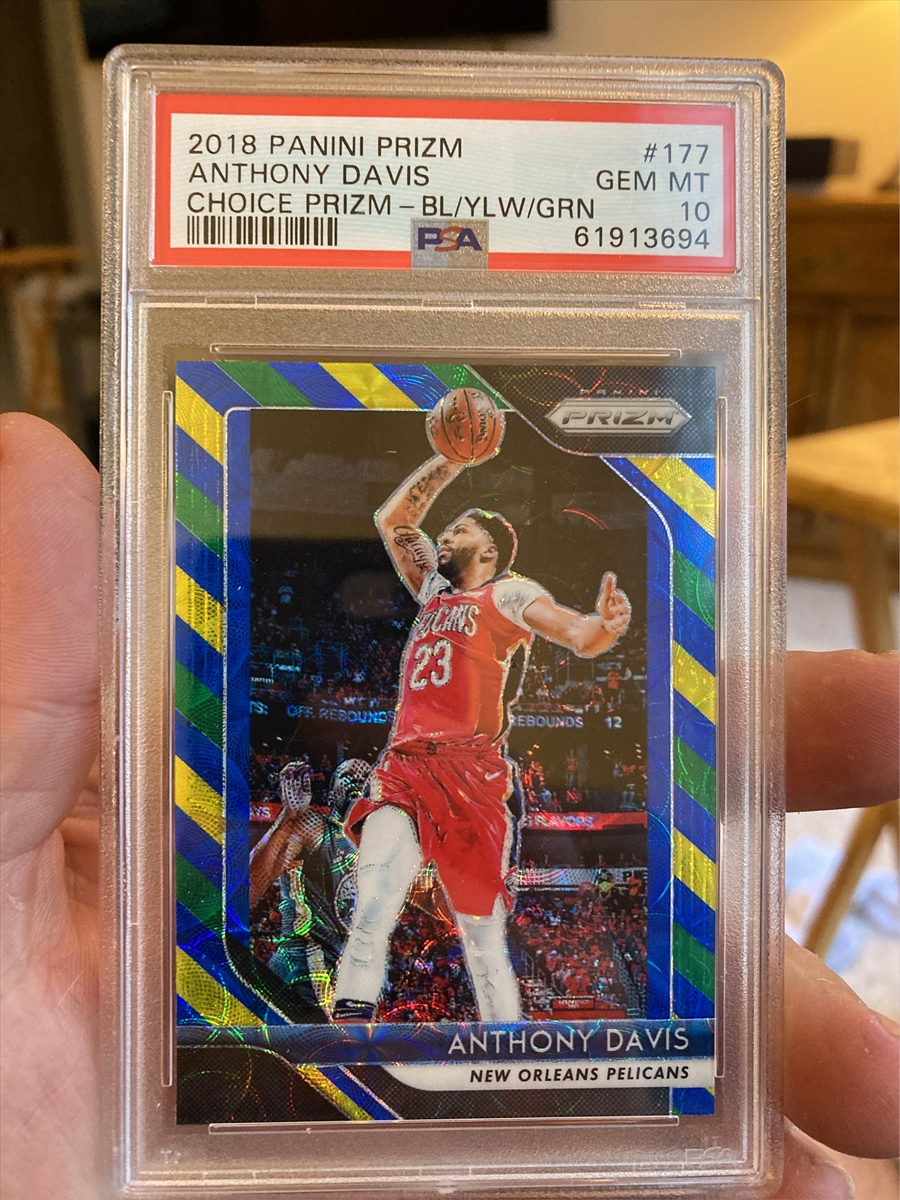 2018 PANINI PRIZM #177
ANTHONY DAVIS GEM MT
CHOICE PRIZM – BL/YLW/GRN 10
PSA 61913694
PANINI
PRIZM
PELICANS
23
OFF. REBOUNDS
REBOUNDS 12
FLAVORS
ANTHONY DAVIS
NEW ORLEANS PELICANS